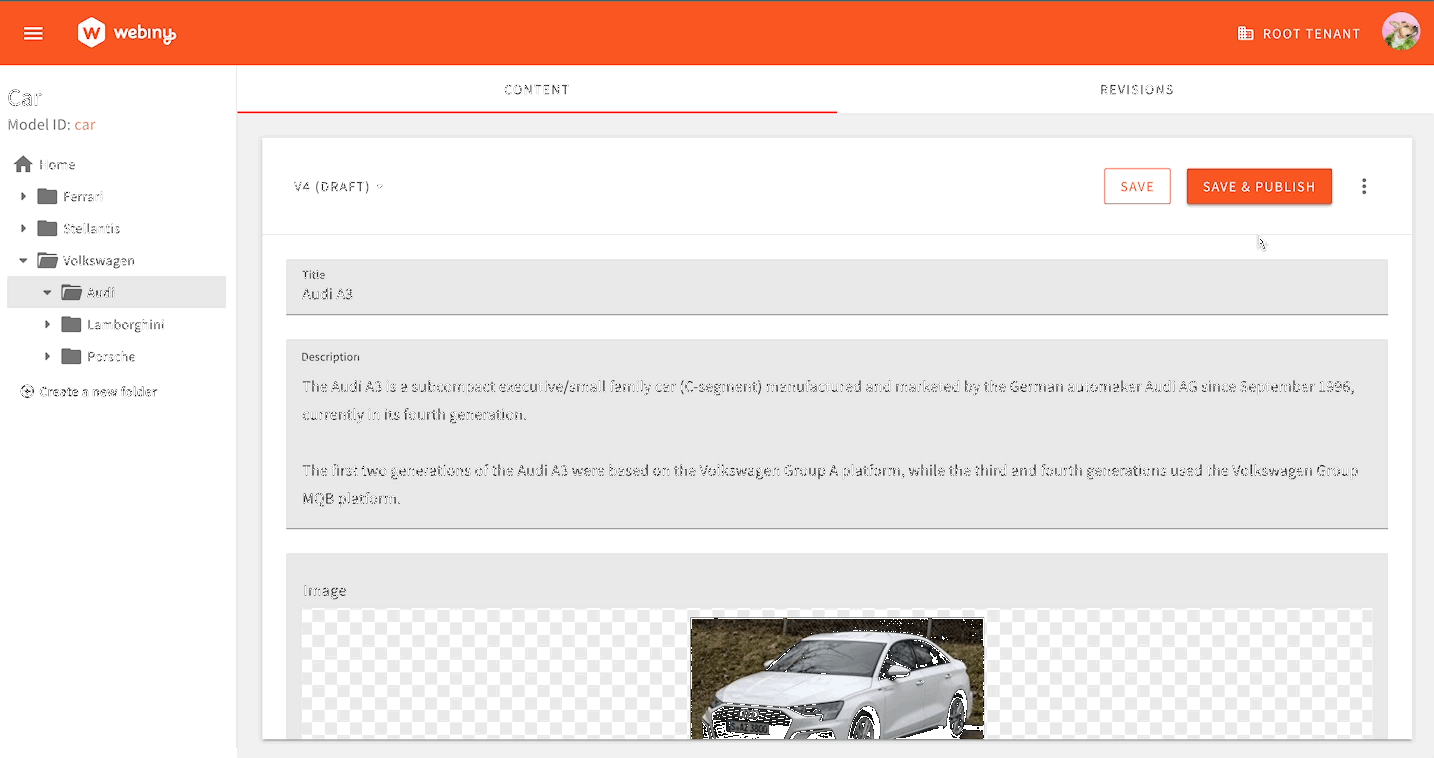 webiny
ROOT TENANT
Car
Model ID: car
Home
Ferrari
Stellantis
Volkswagen
Audi
Lamborghini
Porsche
Create a new folder
CONTENT
REVISIONS
V4 (DRAFT)
SAVE
SAVE & PUBLISH
Title
Audi A3
Description
The Audi A3 is a subcompact executive/small family car (C-segment) manufactured and marketed by the German automaker Audi AG since September 1996,
currently in its fourth generation.
The first two generations of the Audi A3 were based on the Volkswagen Group A platform, while the third and fourth generations used the Volkswagen Group
MQB platform.
Image